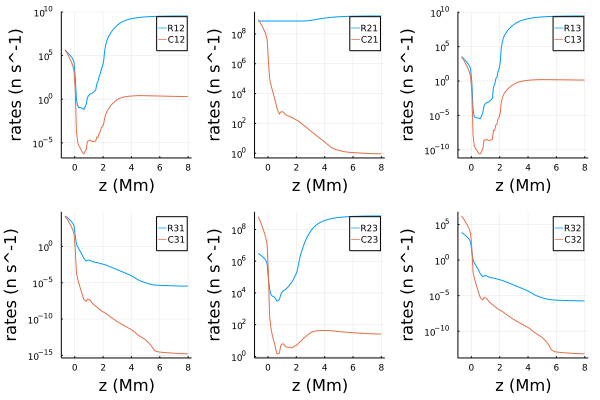 rates (n s^-1)
10^10
10^5
10^0
10^-5
R12
C12
0 2 4 6 8
z (Mm)
rates (n s^-1)
10^8
10^6
10^4
10^2
10^0
R21
C21
0 2 4 6 8
z (Mm)
rates (n s^-1)
10^10
10^5
10^0
10^-5
10^-10
R13
C13
0 2 4 6 8
z (Mm)
rates (n s^-1)
10^0
10^-5
10^-10
10^-15
R31
C31
0 2 4 6 8
z (Mm)
rates (n s^-1)
10^8
10^6
10^4
10^2
10^0
R23
C23
0 2 4 6 8
z (Mm)
rates (n s^-1)
10^5
10^0
10^-5
10^-10
R32
C32
0 2 4 6 8
z (Mm)